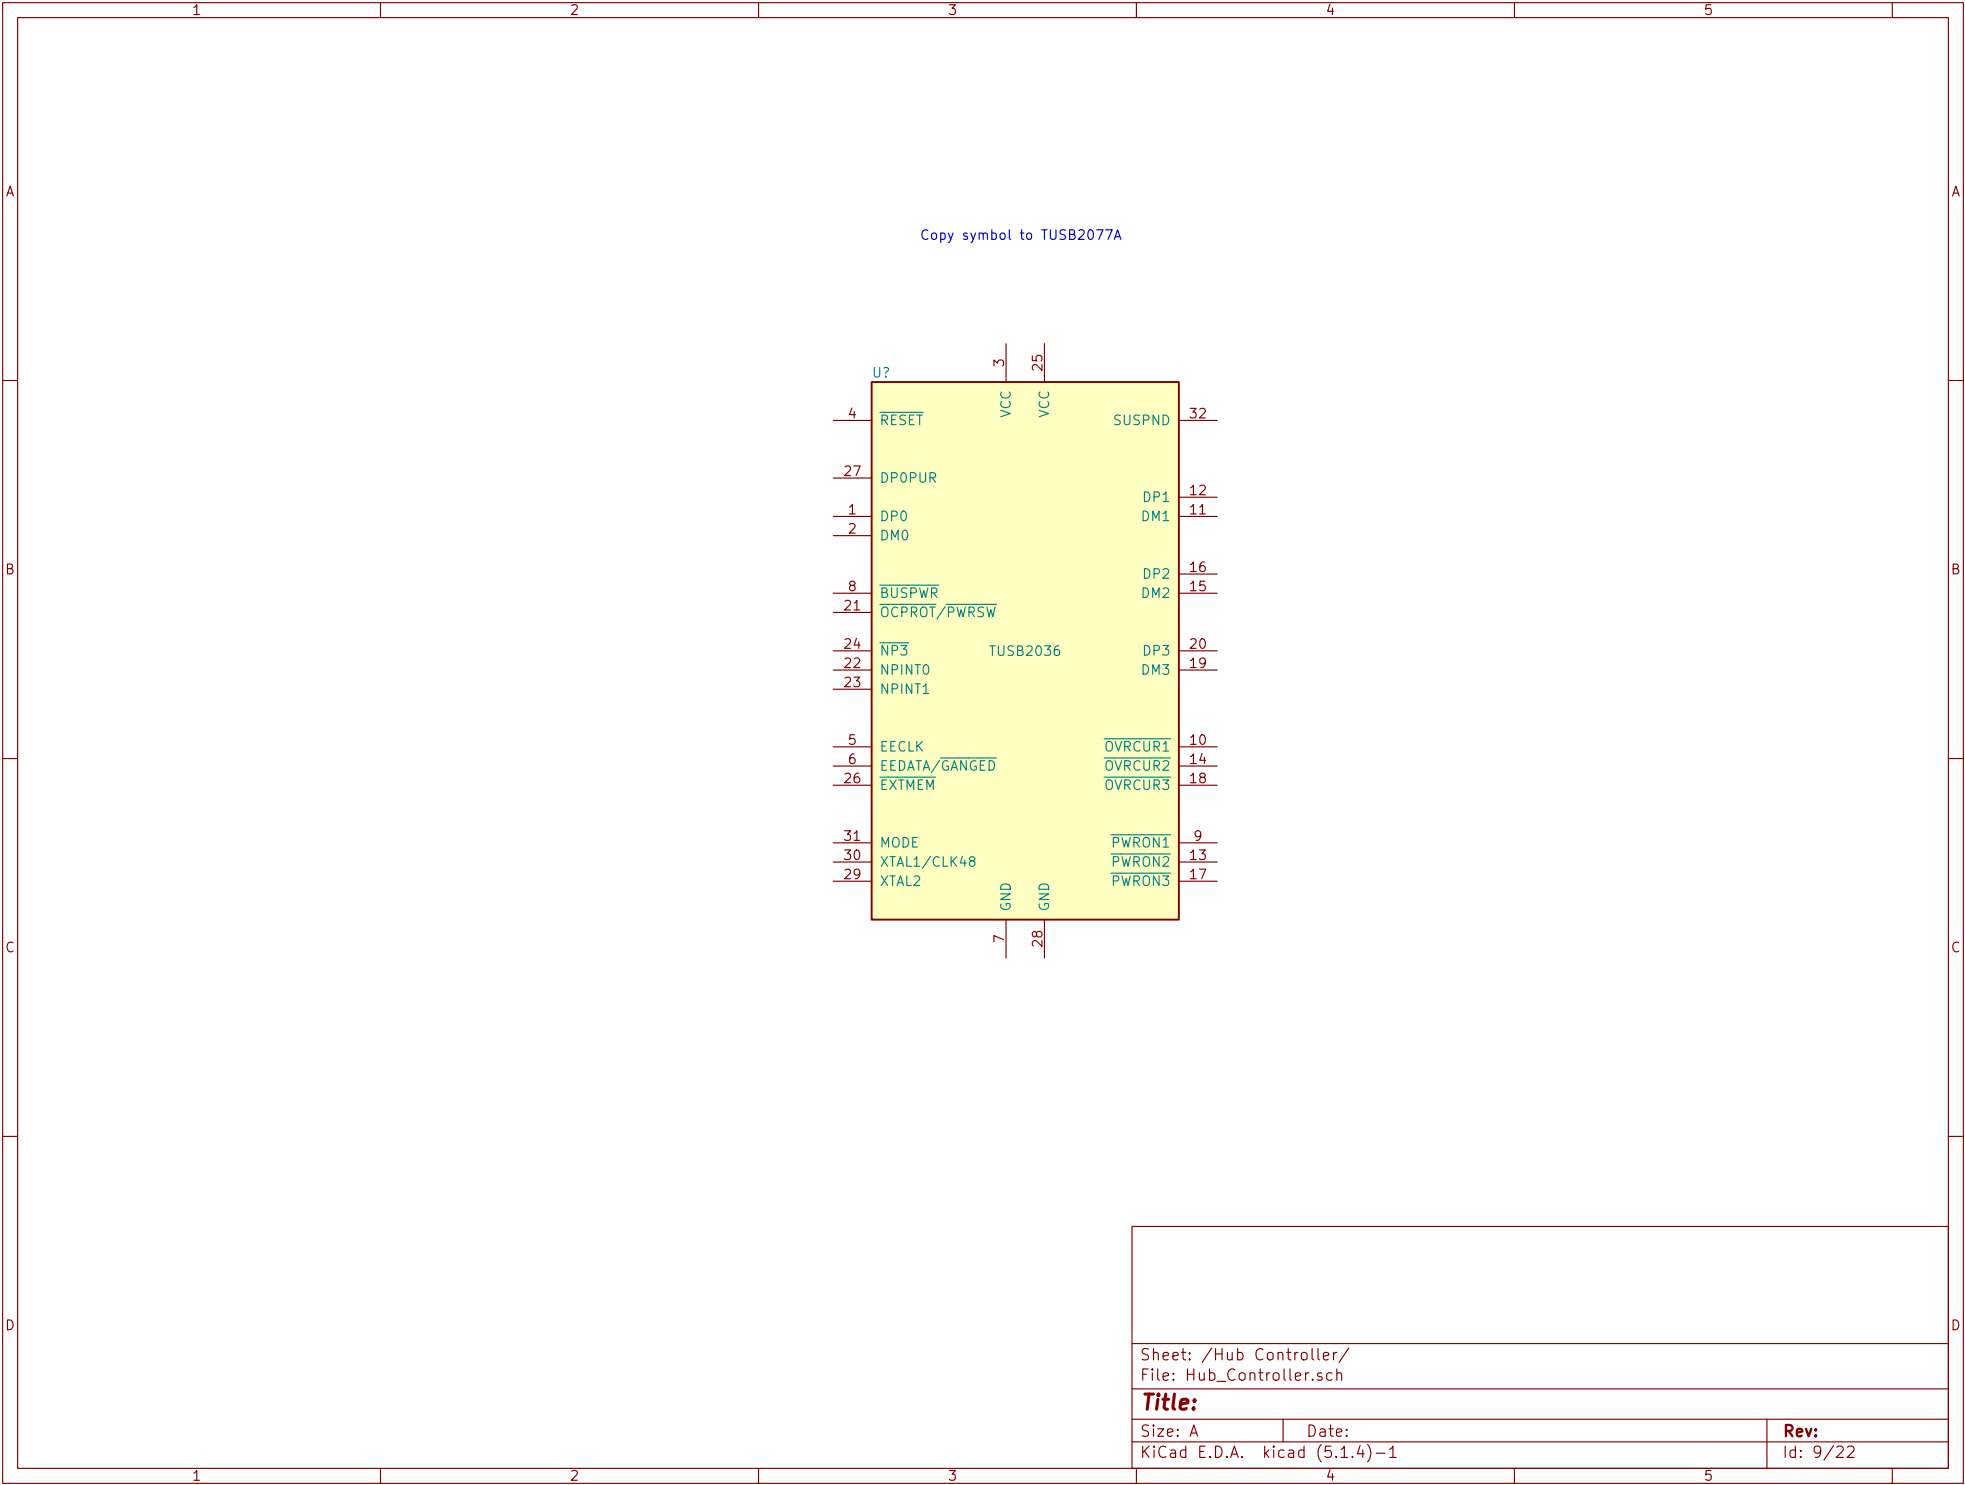 1 2 3 4 5
A A
Copy symbol to TUSB2077A
3 25
U?
VCC VCC
4 RESET SUSPND 32
27 DP0PUR
DP1 12
1 DP0 DM1 11
2 DM0
B B
DP2 16
8 BUSPWR DM2 15
21 OCPROT/PWRSW
24 NP3 TUSB2036 DP3 20
22 NPINT0 DM3 19
23 NPINT1
5 EECLK OVRCUR1 10
6 EEDATA/GANGED OVRCUR2 14
26 EXTMEM OVRCUR3 18
31 MODE PWRON1 9
30 XTAL1/CLK48 PWRON2 13
29 XTAL2 PWRON3 17
GND GND
7 28
C C
D D
Sheet: /Hub Controller/
File: Hub_Controller.sch
Title:
Size: A Date: Rev:
KiCad E.D.A. kicad (5.1.4)-1 Id: 9/22
1 2 3 4 5